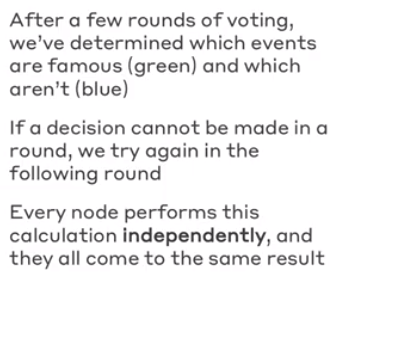 After a few rounds of voting,
we've determined which events
are famous (green) and which
aren't (blue)
If a decision cannot be made in a
round, we try again in the
following round
Every node performs this
calculation independently, and
they all come to the same result